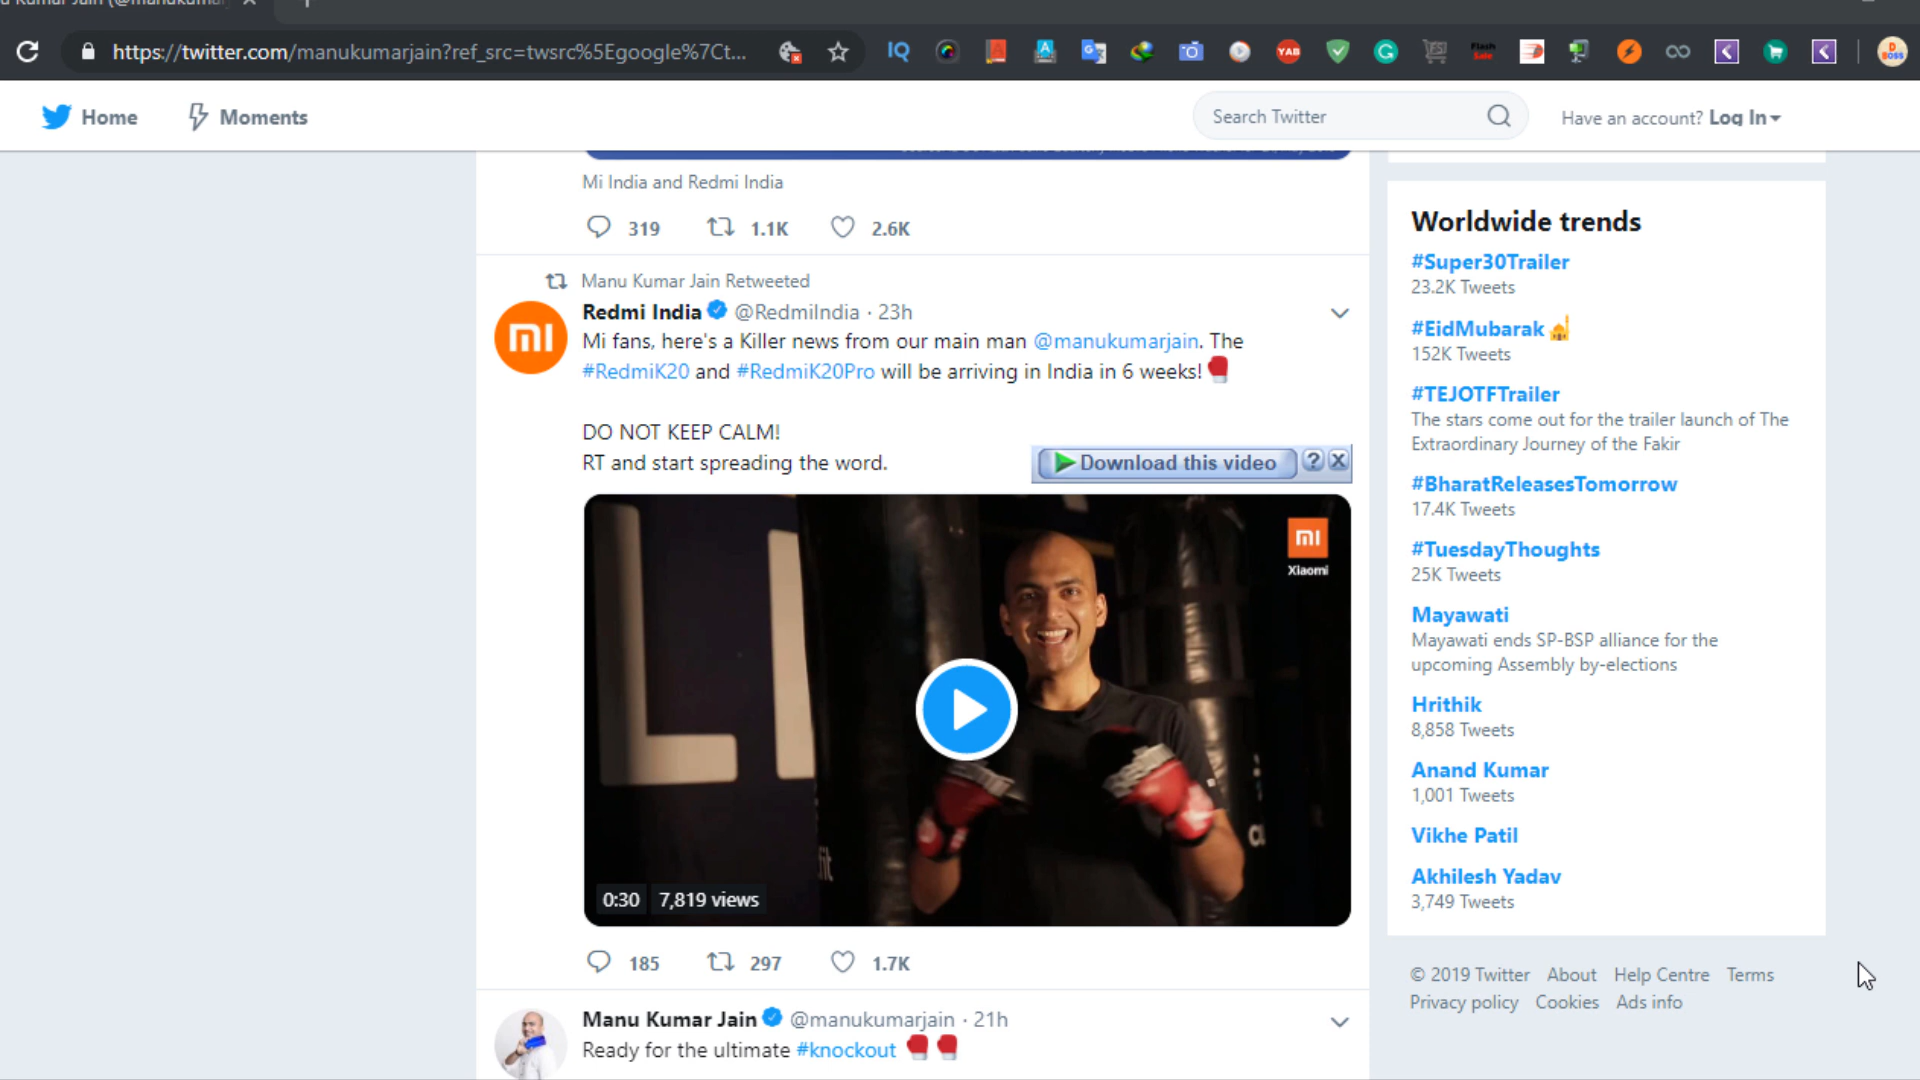 https://twitter.com/manukumarjain?ref_src=twsrc%5Egoogle%7Ct...
Home
Moments
Search Twitter
Have an account? Log In
Mi India and Redmi India
319
1.1K
2.6K
Manu Kumar Jain Retweeted
Redmi India @RedmiIndia · 23h
Mi fans, here's a Killer news from our main man @manukumarjain. The
#RedmiK20 and #RedmiK20Pro will be arriving in India in 6 weeks!
DO NOT KEEP CALM!
RT and start spreading the word.
Download this video
? X
LI
MI
Xiaomi
0:30 7,819 views
185
297
1.7K
Manu Kumar Jain @manukumarjain · 21h
Ready for the ultimate #knockout
Worldwide trends
#Super30Trailer
23.2K Tweets
#EidMubarak
152K Tweets
#TEJOTFTrailer
The stars come out for the trailer launch of The
Extraordinary Journey of the Fakir
#BharatReleasesTomorrow
17.4K Tweets
#TuesdayThoughts
25K Tweets
Mayawati
Mayawati ends SP-BSP alliance for the
upcoming Assembly by-elections
Hrithik
8,858 Tweets
Anand Kumar
1,001 Tweets
Vikhe Patil
Akhilesh Yadav
3,749 Tweets
© 2019 Twitter About Help Centre Terms
Privacy policy Cookies Ads info